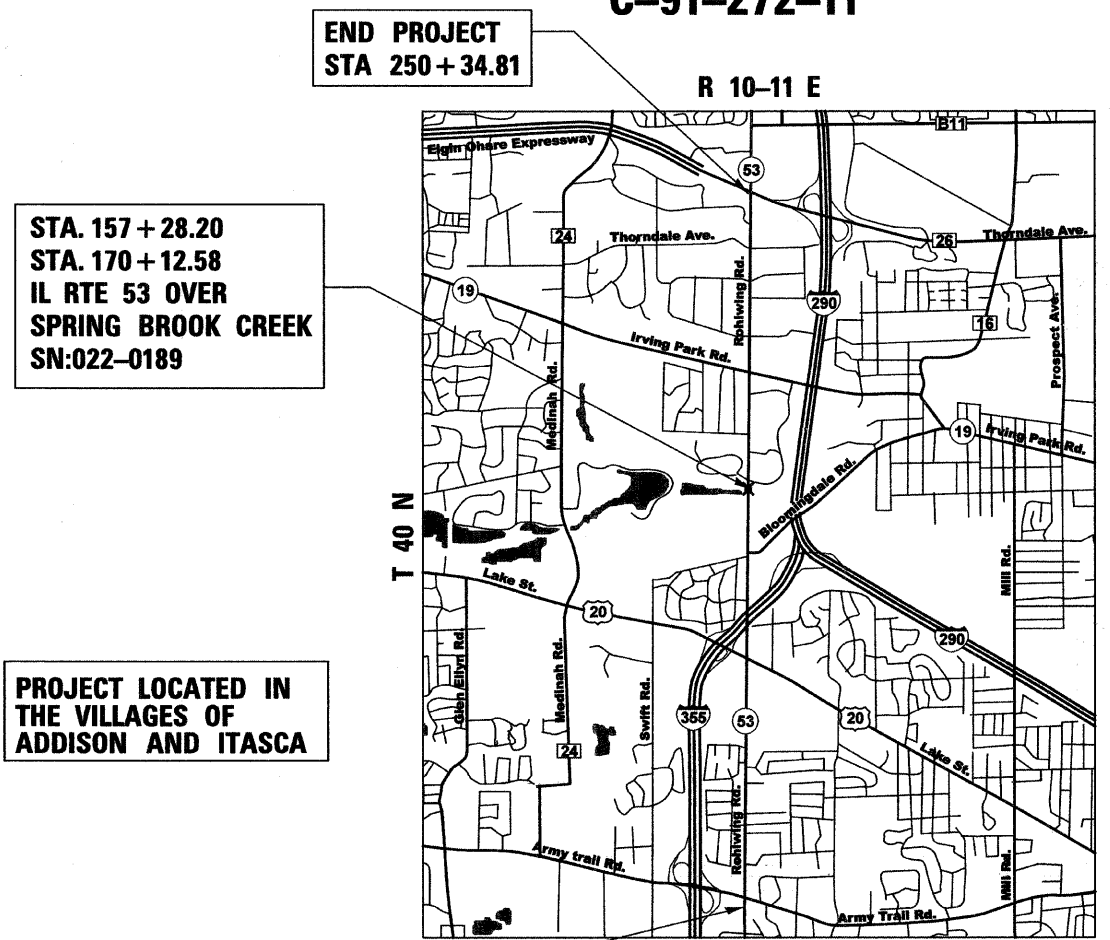 C-91-272-11
END PROJECT
STA 250+34.81
R 10-11 E
STA. 157+28.20
STA. 170+12.58
IL RTE 53 OVER
SPRING BROOK CREEK
SN:022-0189
PROJECT LOCATED IN
THE VILLAGES OF
ADDISON AND ITASCA
T 40 N
Elgin Ohare Expressway
B11
53
24
Thorndale Ave.
26
Thorndale Ave.
19
Rohlwing Rd.
290
16
Prospect Ave.
Irving Park Rd.
Medinah Rd.
19
Irving Park Rd.
Bloomingdale Rd.
Lake St.
20
Mill Rd.
290
Glen Ellyn Rd.
Medinah Rd.
Swift Rd.
355
53
20
Lake St.
24
Rohlwing Rd.
Army trail Rd.
Mill Rd.
Army Trail Rd.